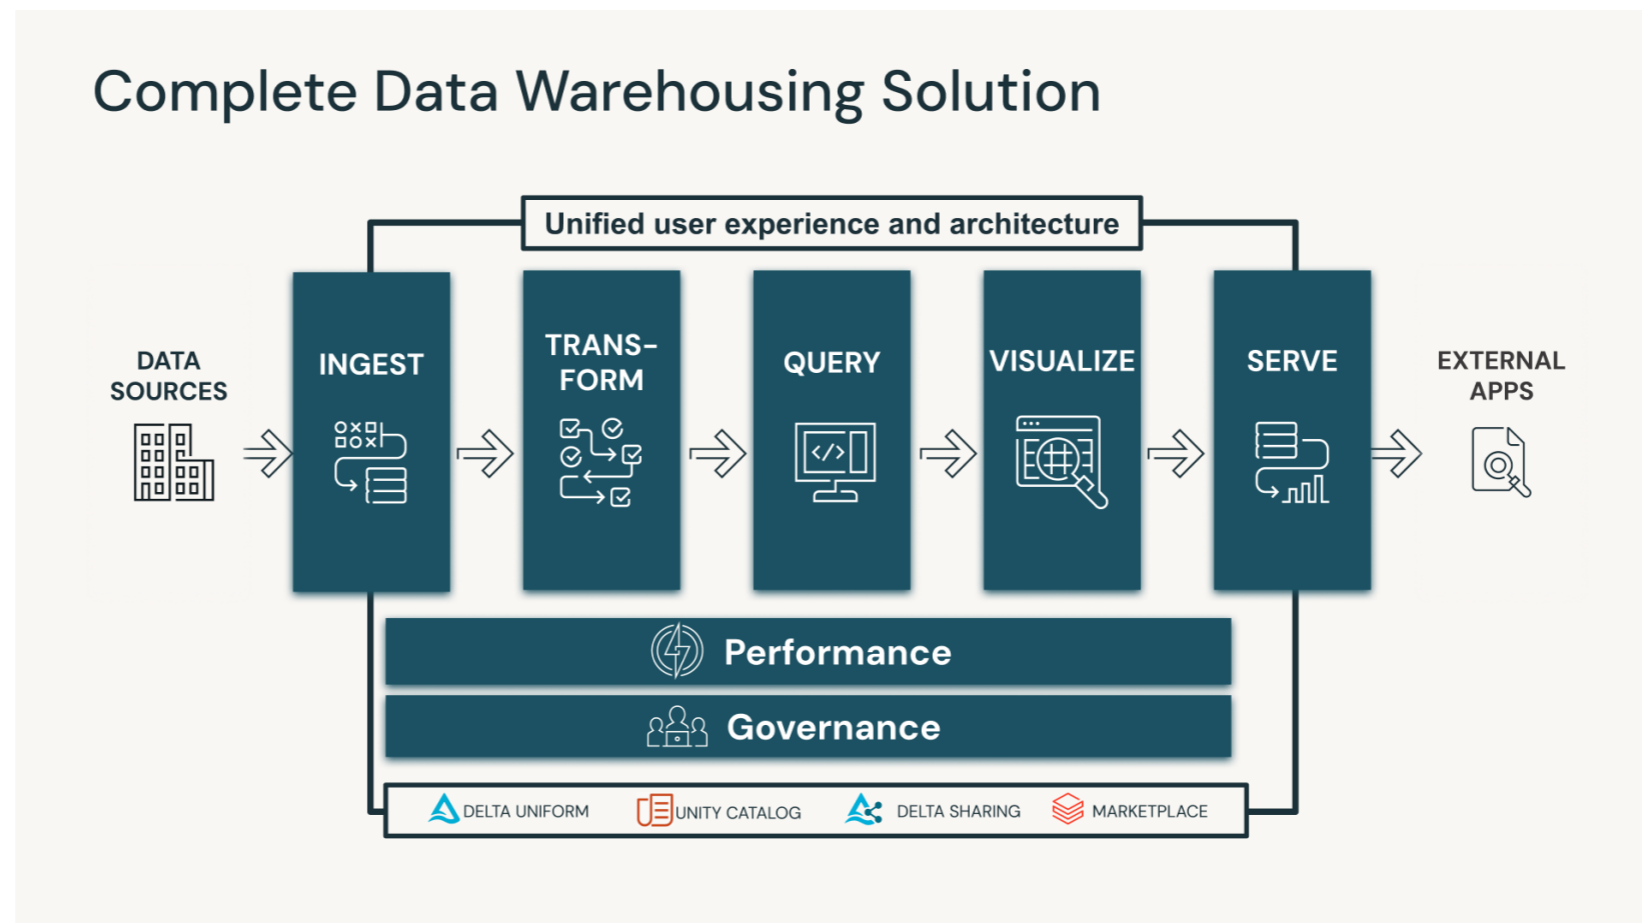 Complete Data Warehousing Solution
Unified user experience and architecture
DATA
SOURCES
INGEST
TRANS-
FORM
QUERY
VISUALIZE
SERVE
EXTERNAL
APPS
Performance
Governance
DELTA UNIFORM
UNITY CATALOG
DELTA SHARING
MARKETPLACE